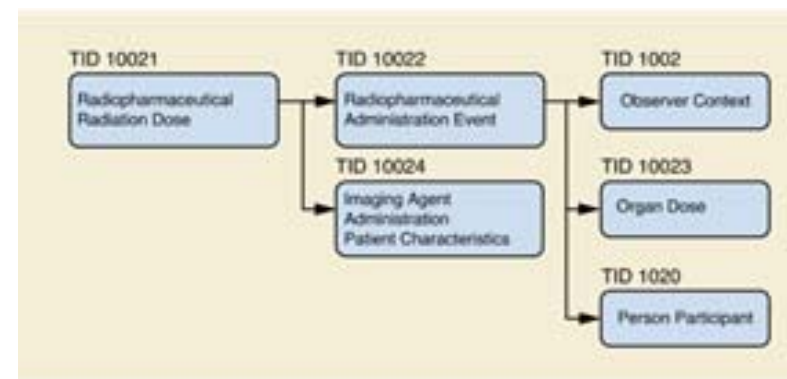 TID 10021
Radiopharmaceutical
Radiation Dose
TID 10022
Radiopharmaceutical
Administration Event
TID 10024
Imaging Agent
Administration
Patient Characteristics
TID 1002
Observer Context
TID 10023
Organ Dose
TID 1020
Person Participant